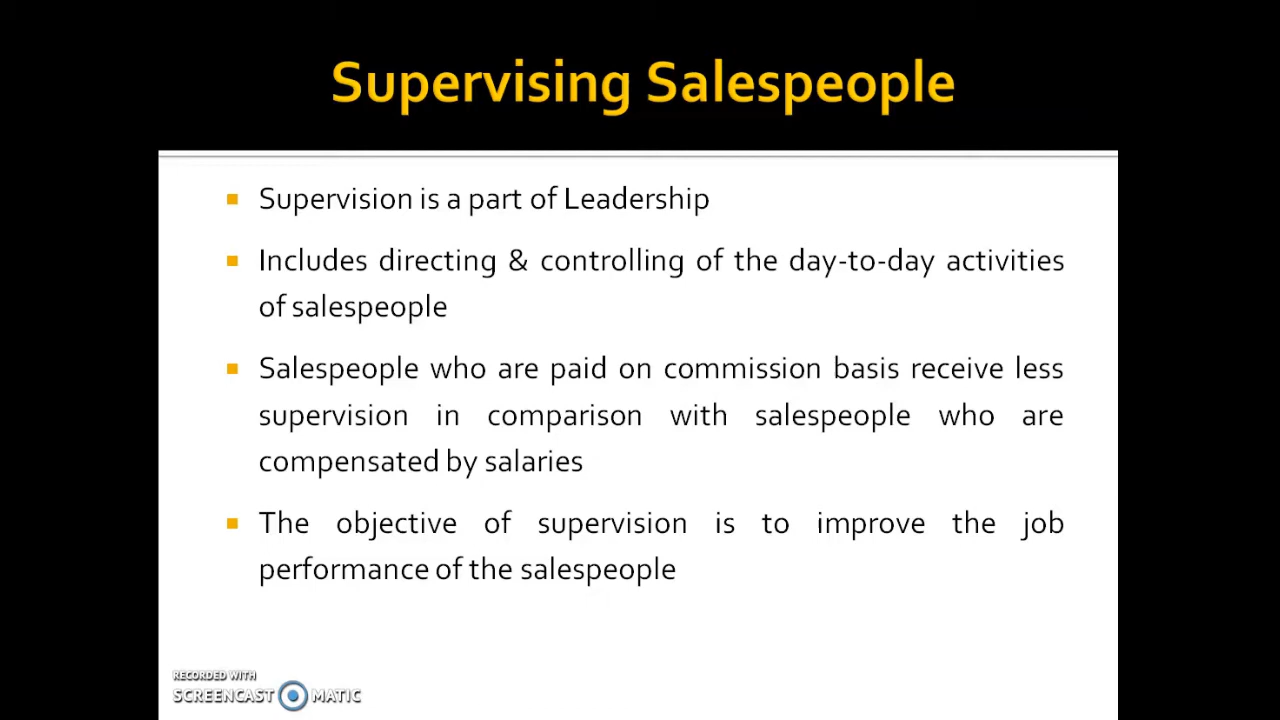 Supervising Salespeople
Supervision is a part of Leadership
Includes directing & controlling of the day-to-day activities
of salespeople
Salespeople who are paid on commission basis receive less
supervision in comparison with salespeople who are
compensated by salaries
The objective of supervision is to improve the job
performance of the salespeople
RECORDED WITH
SCREENCAST MATIC